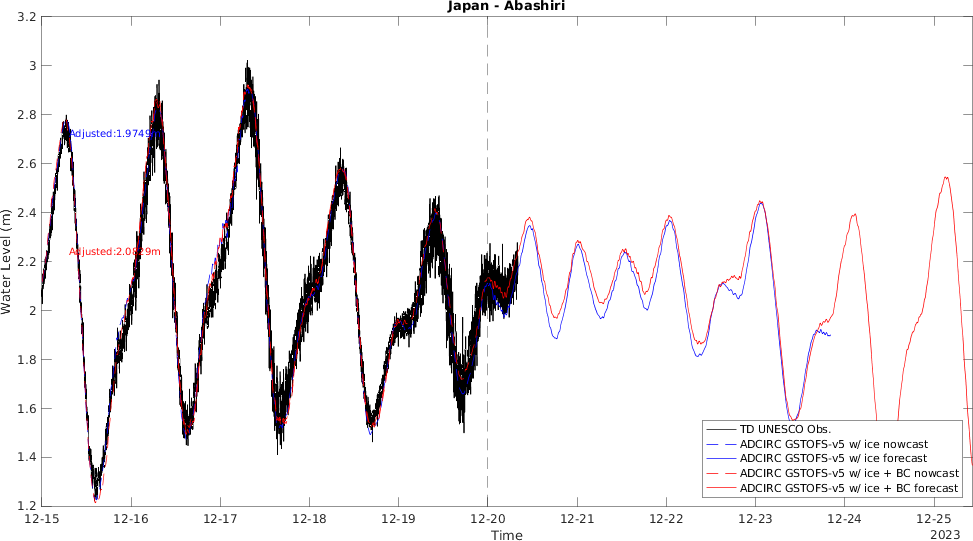 Japan - Abashiri
3.2
3
2.8
2.6
2.4
2.2
2
1.8
1.6
1.4
1.2
Water Level (m)
Adjusted:1.9749
Adjusted:2.0829m
TD UNESCO Obs.
ADCIRC GSTOFS-v5 w/ ice nowcast
ADCIRC GSTOFS-v5 w/ ice forecast
ADCIRC GSTOFS-v5 w/ ice + BC nowcast
ADCIRC GSTOFS-v5 w/ ice + BC forecast
12-15 12-16 12-17 12-18 12-19 12-20 12-21 12-22 12-23 12-24 12-25
Time
2023